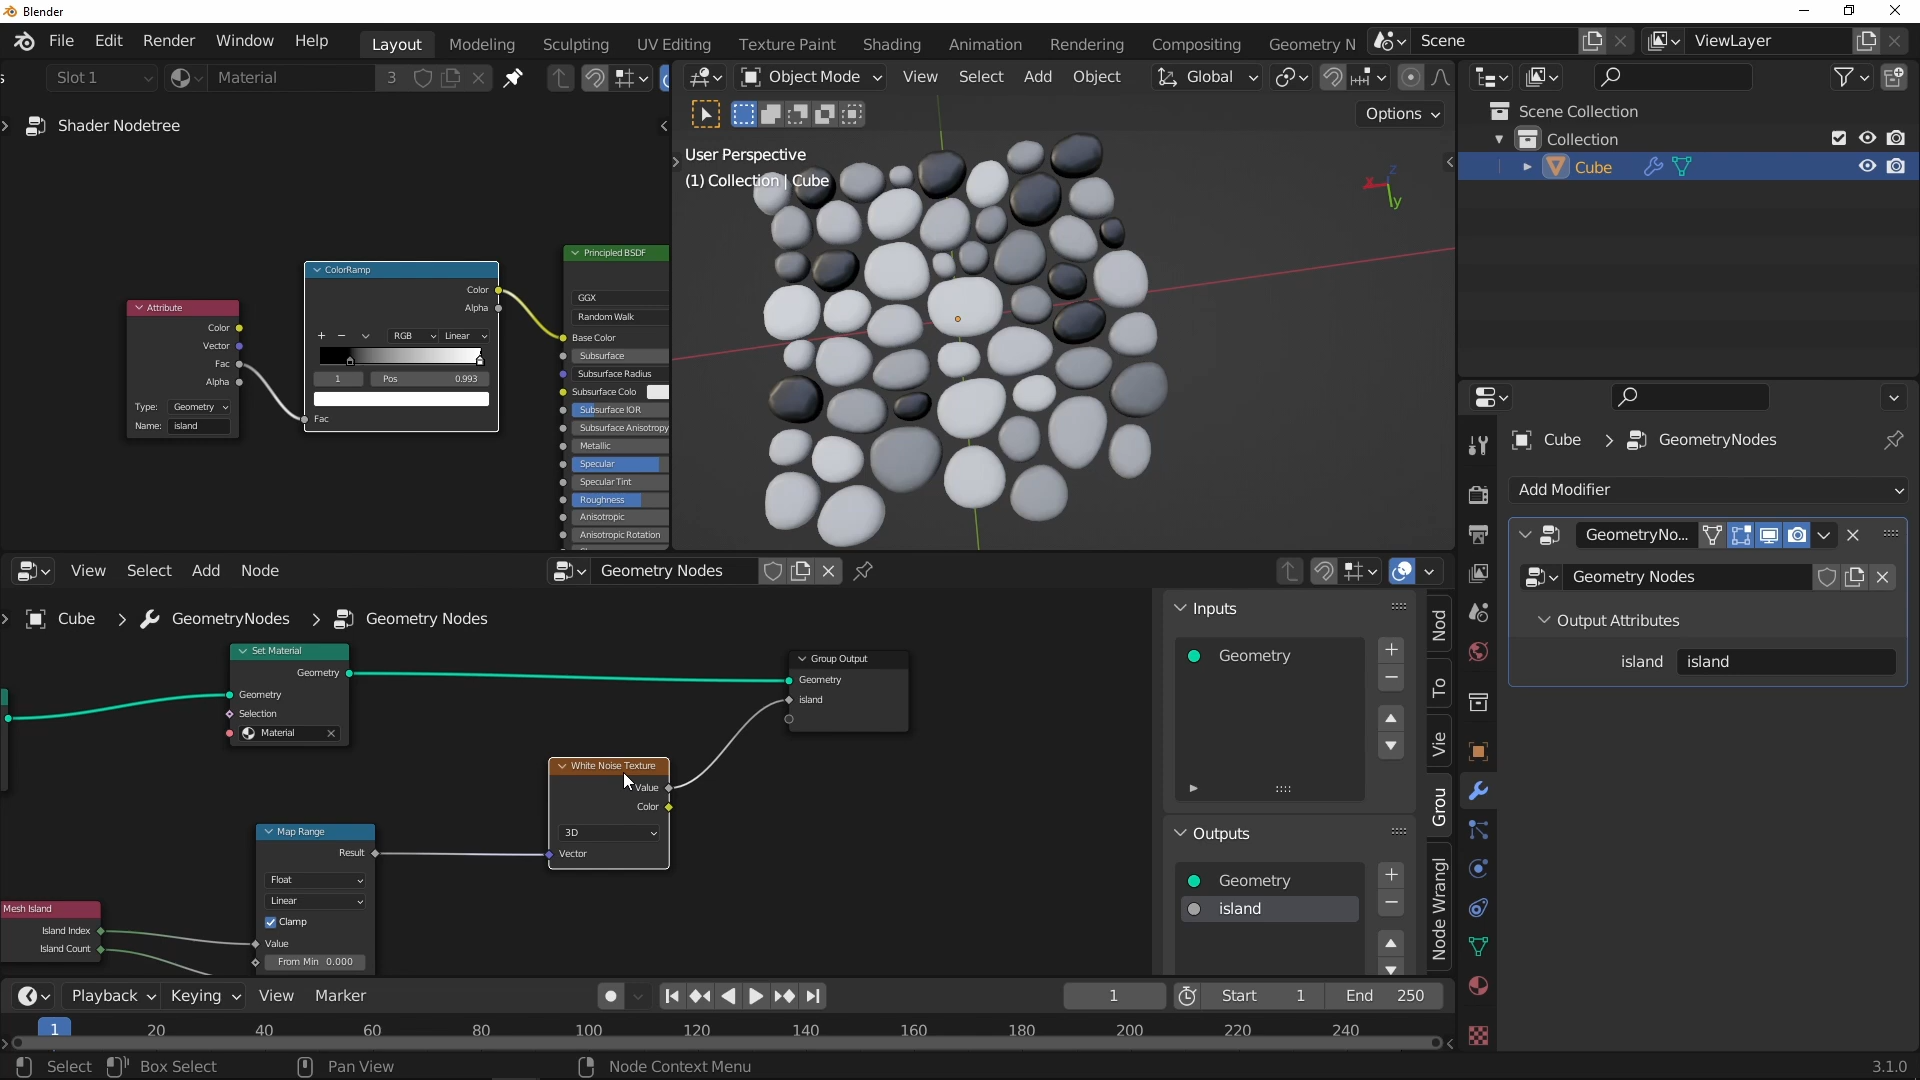 Blender
File Edit Render Window Help
Layout Modeling Sculpting UV Editing Texture Paint Shading Animation Rendering Compositing Geometry N
Scene
ViewLayer
Slot 1
Material 3
Object Mode View Select Add Object
Global
Options
Shader Nodetree
User Perspective
(1) Collection | Cube
Z
X
y
Attribute
Color
Vector
Fac
Alpha
Type: Geometry
Name: island
ColorRamp
Color
Alpha
RGB Linear
1 Pos 0.993
Fac
Principled BSDF
GGX
Random Walk
Base Color
Subsurface
Subsurface Radius
Subsurface Colo
Subsurface IOR
Subsurface Anisotropy
Metallic
Specular
Specular Tint
Roughness
Anisotropic
Anisotropic Rotation
Scene Collection
Collection
Cube
Cube > GeometryNodes
Add Modifier
GeometryNo...
Geometry Nodes
Output Attributes
island island
View Select Add Node
Geometry Nodes
Cube > GeometryNodes > Geometry Nodes
Set Material
Geometry
Geometry
Selection
Material
Group Output
Geometry
island
White Noise Texture
Value
Color
3D
Vector
Map Range
Result
Float
Linear
Clamp
Value
From Min 0.000
Mesh Island
Island Index
Island Count
Inputs
Geometry
Outputs
Geometry
island
Nod
To
Vie
Grou
Node Wrangl
Playback Keying View Marker
1
Start 1
End 250
1 20 40 60 80 100 120 140 160 180 200 220 240
Select Box Select Pan View Node Context Menu
3.1.0